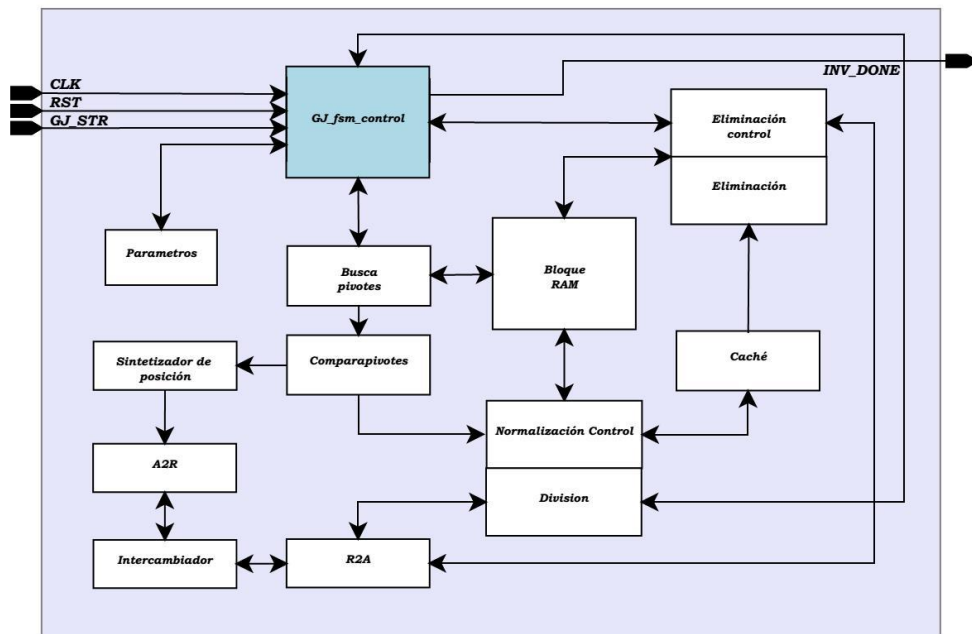 CLK
INV_DONE
RST
GJ_STR
GJ_fsm_control
Eliminación
control
Eliminación
Parametros
Busca
pivotes
Bloque
RAM
Sintetizador de
posición
Comparapivotes
Caché
Normalización Control
A2R
Division
Intercambiador
R2A